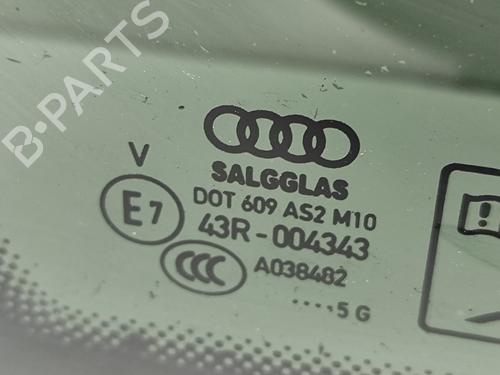 B-PARTS
SALGGLAS
V
DOT 609 AS2 M10
E7
43R-004343
CCC
A038482
....5 G